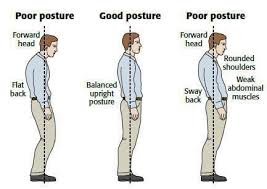 Poor posture
Good posture
Poor posture
Forward
head
Flat
back
Balanced
upright
posture
Forward
head
Rounded
shoulders
Weak
abdominal
muscles
Sway
back